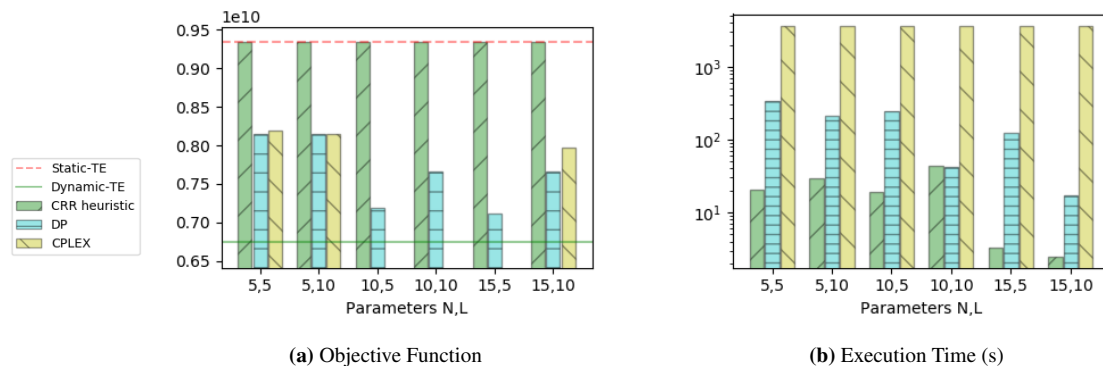 1e10
0.95
0.90
0.85
0.80
0.75
0.70
0.65
5,5 5,10 10,5 10,10 15,5 15,10
Parameters N,L
Static-TE
Dynamic-TE
CRR heuristic
DP
CPLEX
(a) Objective Function
10³
10²
10¹
5,5 5,10 10,5 10,10 15,5 15,10
Parameters N,L
(b) Execution Time (s)